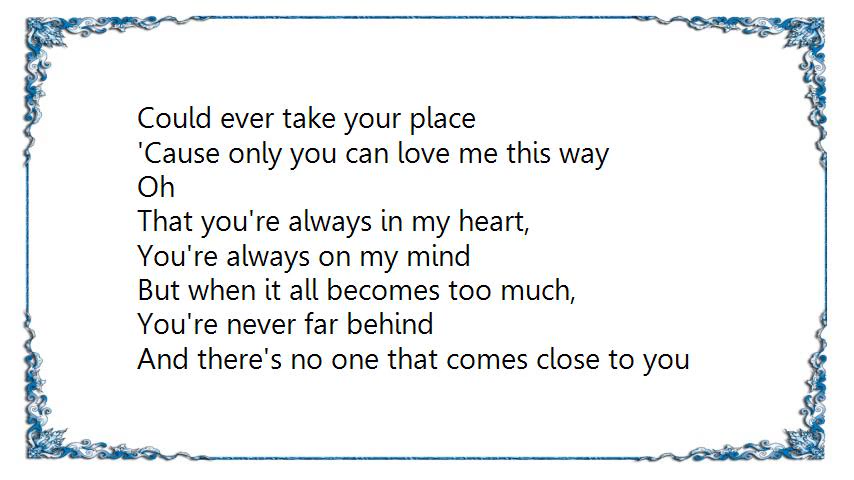 Could ever take your place
'Cause only you can love me this way
Oh
That you're always in my heart,
You're always on my mind
But when it all becomes too much,
You're never far behind
And there's no one that comes close to you